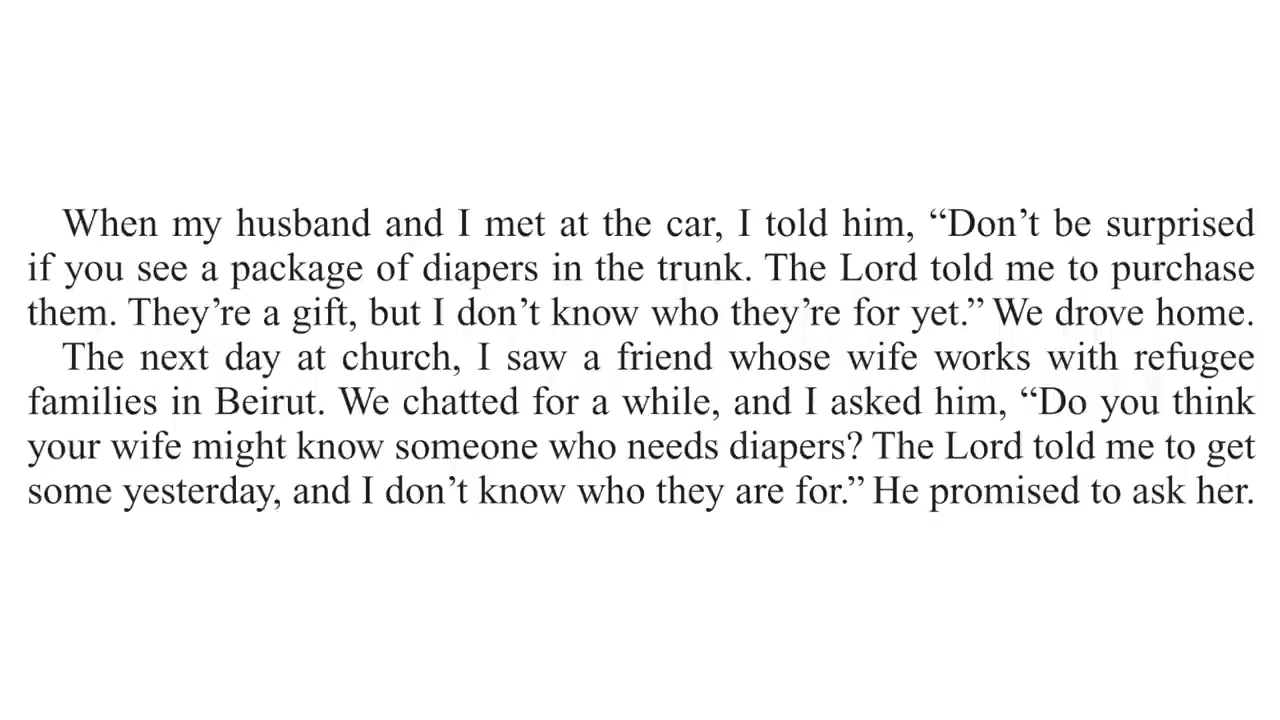 When my husband and I met at the car, I told him, “Don’t be surprised
if you see a package of diapers in the trunk. The Lord told me to purchase
them. They’re a gift, but I don’t know who they’re for yet.” We drove home.
The next day at church, I saw a friend whose wife works with refugee
families in Beirut. We chatted for a while, and I asked him, “Do you think
your wife might know someone who needs diapers? The Lord told me to get
some yesterday, and I don’t know who they are for.” He promised to ask her.